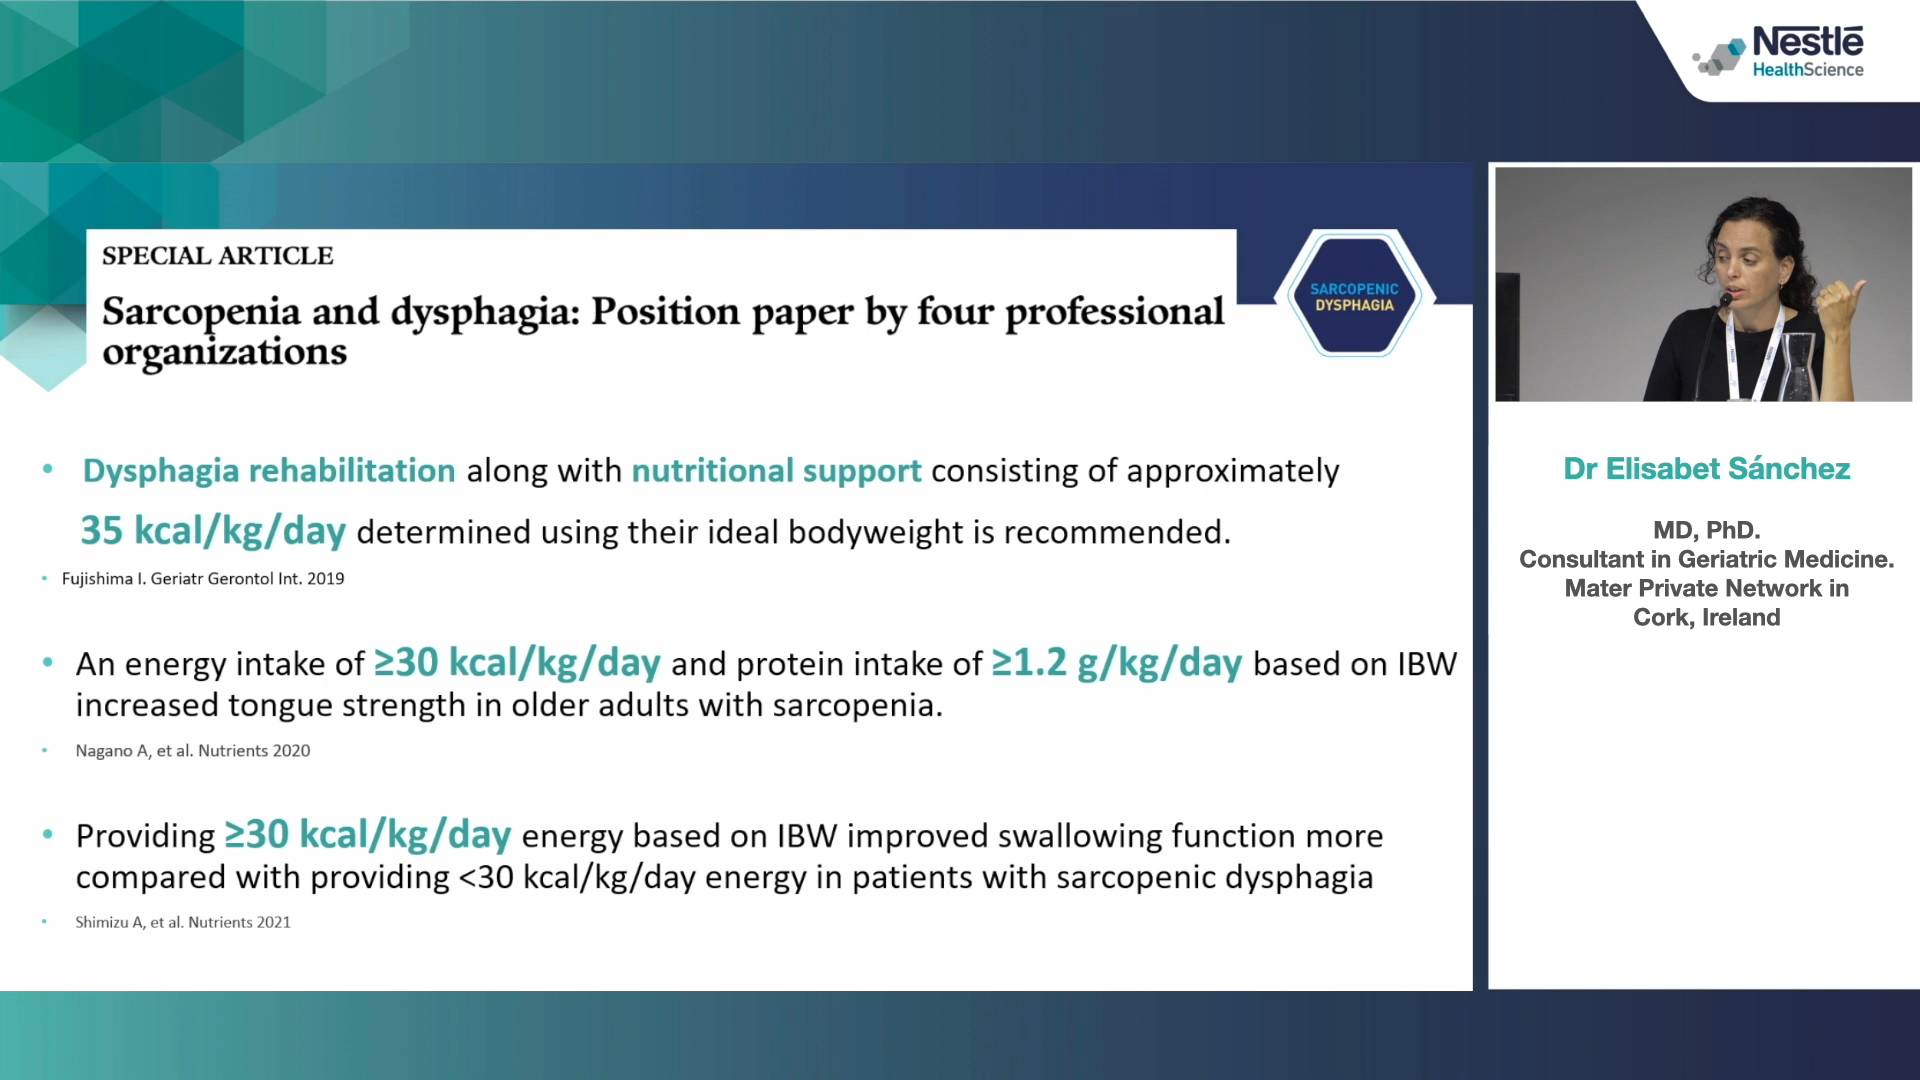 Nestlé
HealthScience
SPECIAL ARTICLE
Sarcopenia and dysphagia: Position paper by four professional
organizations
SARCOPENIC
DYSPHAGIA
• Dysphagia rehabilitation along with nutritional support consisting of approximately
35 kcal/kg/day determined using their ideal bodyweight is recommended.
• Fujishima I. Geriatr Gerontol Int. 2019
• An energy intake of ≥30 kcal/kg/day and protein intake of ≥1.2 g/kg/day based on IBW
increased tongue strength in older adults with sarcopenia.
• Nagano A, et al. Nutrients 2020
• Providing ≥30 kcal/kg/day energy based on IBW improved swallowing function more
compared with providing <30 kcal/kg/day energy in patients with sarcopenic dysphagia
• Shimizu A, et al. Nutrients 2021
Dr Elisabet Sánchez
MD, PhD.
Consultant in Geriatric Medicine.
Mater Private Network in
Cork, Ireland